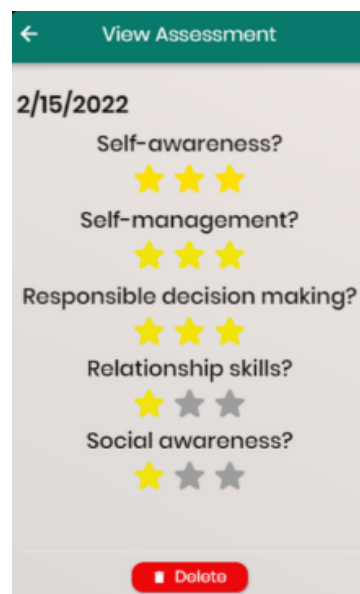 View Assessment
2/15/2022
Self-awareness?
Self-management?
Responsible decision making?
Relationship skills?
Social awareness?
Delete